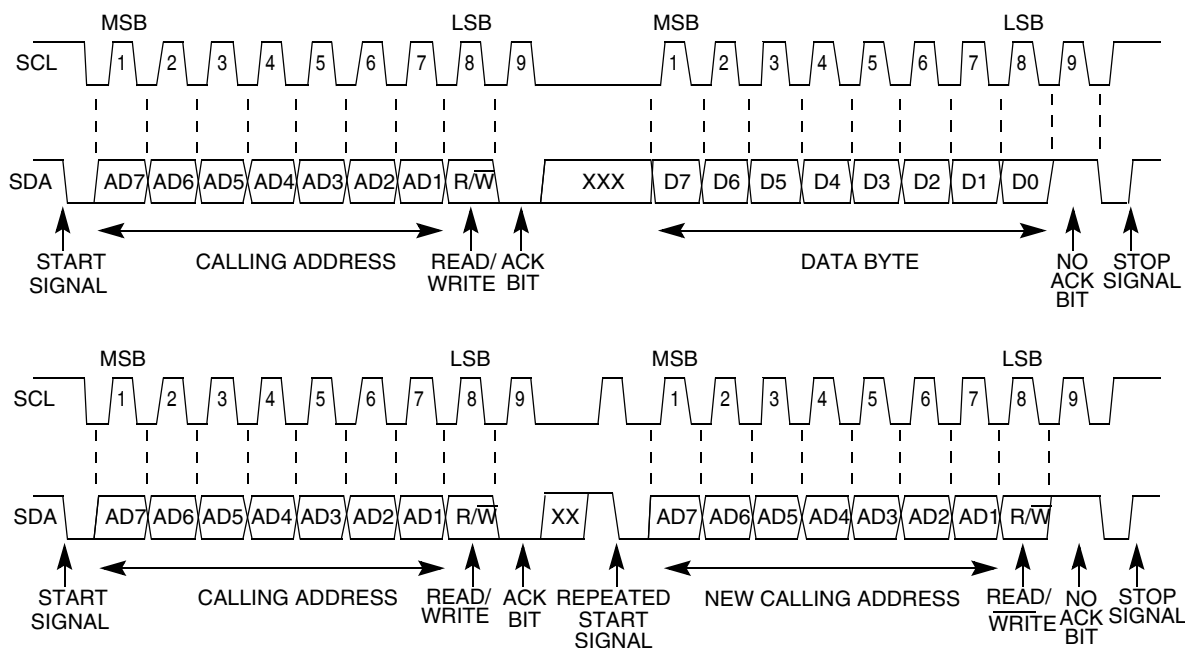 MSB LSB MSB LSB
SCL 1 2 3 4 5 6 7 8 9 1 2 3 4 5 6 7 8 9
SDA AD7 AD6 AD5 AD4 AD3 AD2 AD1 R/W̅ XXX D7 D6 D5 D4 D3 D2 D1 D0
START CALLING ADDRESS READ/ ACK DATA BYTE NO STOP
SIGNAL WRITE BIT ACK SIGNAL
BIT
MSB LSB MSB LSB
SCL 1 2 3 4 5 6 7 8 9 1 2 3 4 5 6 7 8 9
SDA AD7 AD6 AD5 AD4 AD3 AD2 AD1 R/W̅ XX AD7 AD6 AD5 AD4 AD3 AD2 AD1 R/W̅
START CALLING ADDRESS READ/ ACK REPEATED NEW CALLING ADDRESS READ/ NO STOP
SIGNAL WRITE BIT START W̅R̅I̅T̅E̅ ACK SIGNAL
SIGNAL BIT